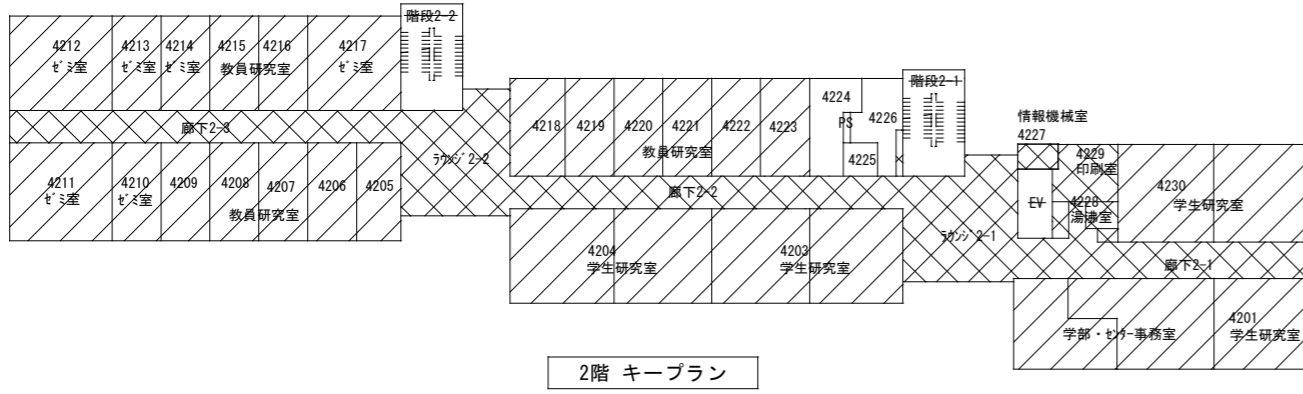 階段2-2
4212
ゼミ室
4213
ゼミ室
4214
ゼミ室
4215
4216
教員研究室
4217
ゼミ室
廊下2-3
4211
ゼミ室
4210
ゼミ室
4209
4208
4207
教員研究室
4206
4205
ラウンジ2-2
4218
4219
4220
4221
教員研究室
4222
4223
4224
PS
4225
4226
階段2-1
廊下2-2
4204
学生研究室
4203
学生研究室
ラウンジ2-1
情報機械室
4227
4229
印刷室
EV
4228
湯沸室
4230
学生研究室
廊下2-1
学部・センター事務室
4201
学生研究室
2階 キープラン